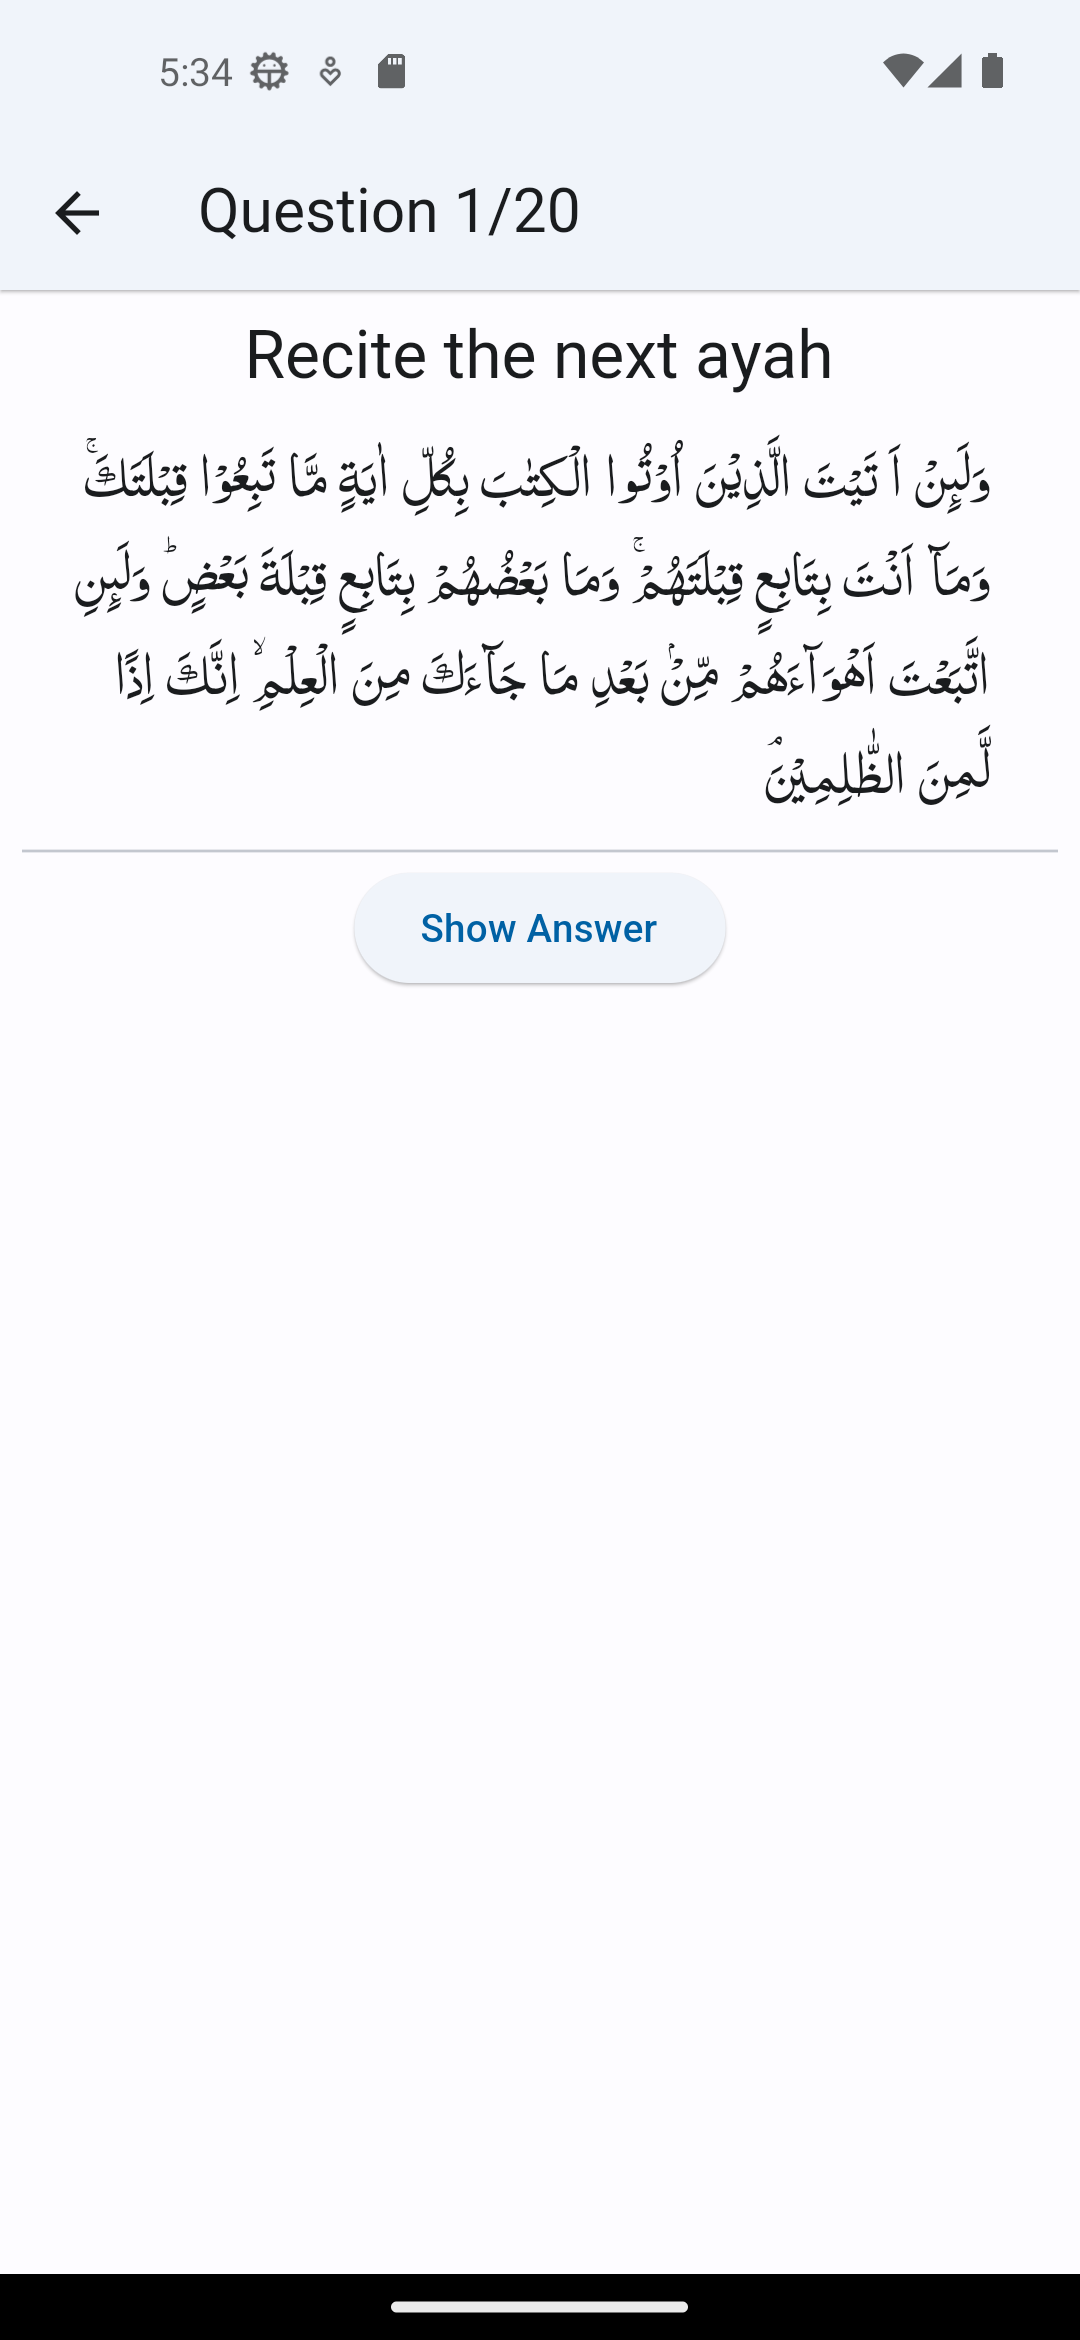 5:34
Question 1/20
Recite the next ayah
وَلَٮِٕنْ اَ تَيْتَ الَّذِيْنَ اُوْتُوا الْكِتٰبَ بِكُلِّ اٰيَةٍ مَّا تَبِعُوْا قِبْلَتَكَۚ
وَمَآ اَنْتَ بِتَابِعٍ قِبْلَتَهُمْۚ وَمَا بَعْضُهُمْ بِتَابِعٍ قِبْلَةَ بَعْضٍؕ وَلَٮِٕنِ
اتَّبَعْتَ اَهْوَآءَهُمْ مِّنْۢ بَعْدِ مَا جَآءَكَ مِنَ الْعِلْمِۙ اِنَّكَ اِذًا
لَّمِنَ الظّٰلِمِيْنَۘ
Show Answer